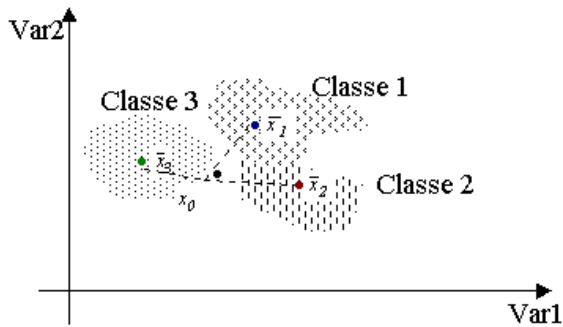 Var2
Classe 1
Classe 3
x̄₁
x̄₃
Classe 2
x̄₂
x₀
Var1